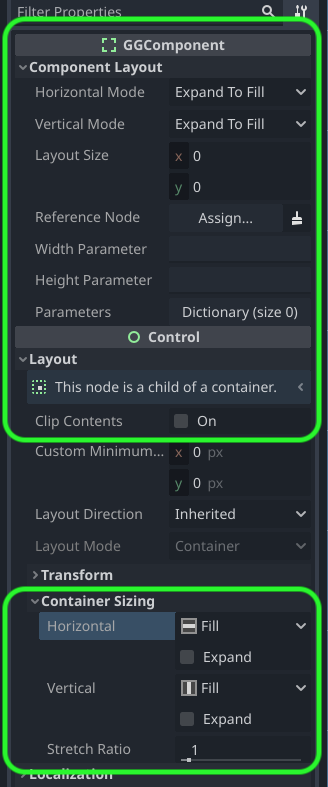 Filter Properties
GGComponent
Component Layout
Horizontal Mode Expand To Fill
Vertical Mode Expand To Fill
Layout Size x 0
y 0
Reference Node Assign...
Width Parameter
Height Parameter
Parameters Dictionary (size 0)
Control
Layout
This node is a child of a container.
Clip Contents On
Custom Minimum... x 0 px
y 0 px
Layout Direction Inherited
Layout Mode Container
Transform
Container Sizing
Horizontal Fill
Expand
Vertical Fill
Expand
Stretch Ratio 1
Localization